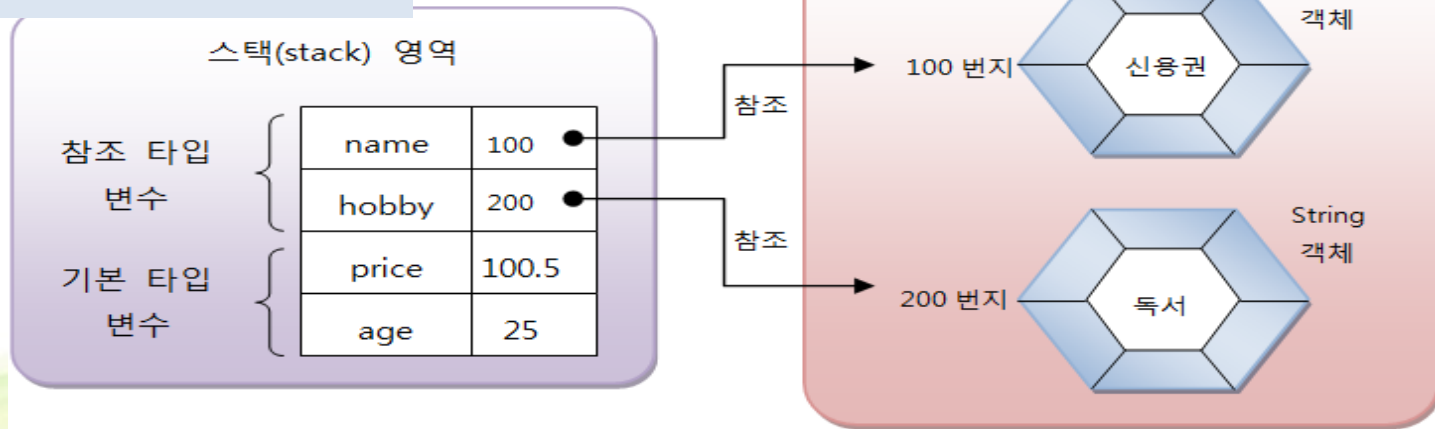 스택(stack) 영역
참조 타입
변수
name 100
hobby 200
기본 타입
변수
price 100.5
age 25
참조
참조
100 번지
신용권
객체
200 번지
독서
String
객체